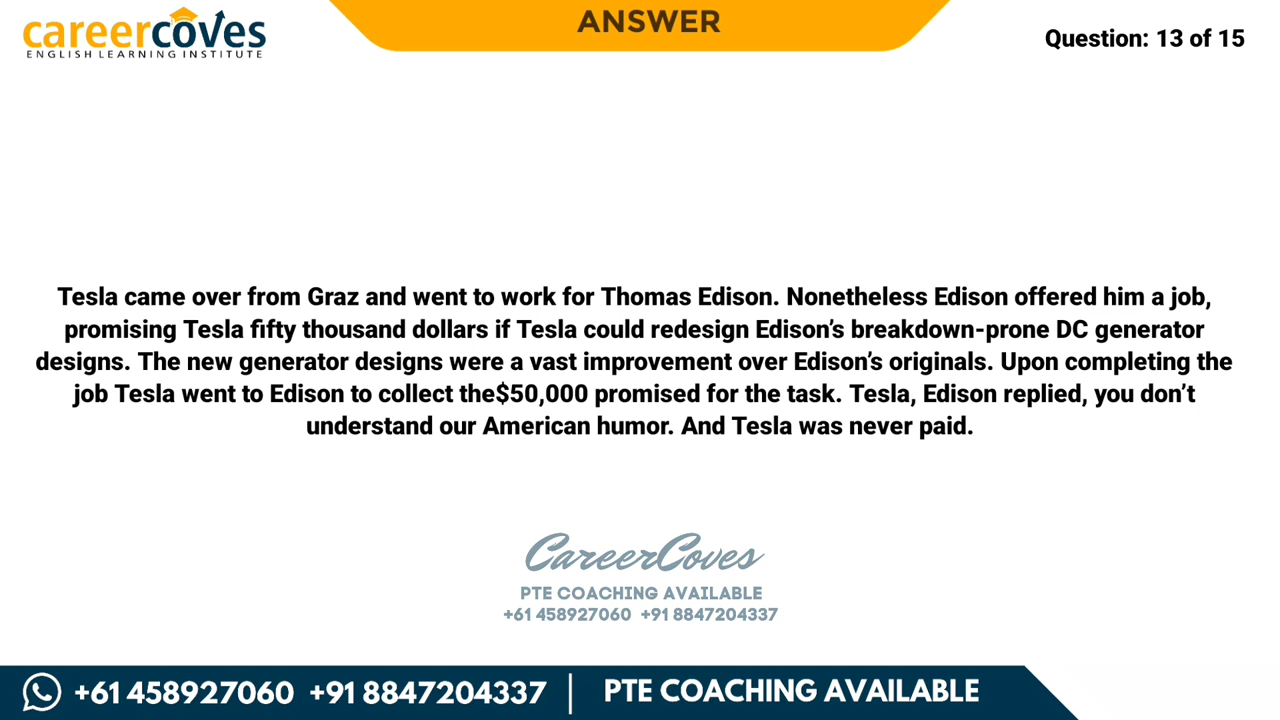 careercoves
ENGLISH LEARNING INSTITUTE
ANSWER
Question: 13 of 15
Tesla came over from Graz and went to work for Thomas Edison. Nonetheless Edison offered him a job,
promising Tesla fifty thousand dollars if Tesla could redesign Edison’s breakdown-prone DC generator
designs. The new generator designs were a vast improvement over Edison’s originals. Upon completing the
job Tesla went to Edison to collect the$50,000 promised for the task. Tesla, Edison replied, you don’t
understand our American humor. And Tesla was never paid.
CareerCoves
PTE COACHING AVAILABLE
+61 458927060 +91 8847204337
+61 458927060 +91 8847204337 | PTE COACHING AVAILABLE